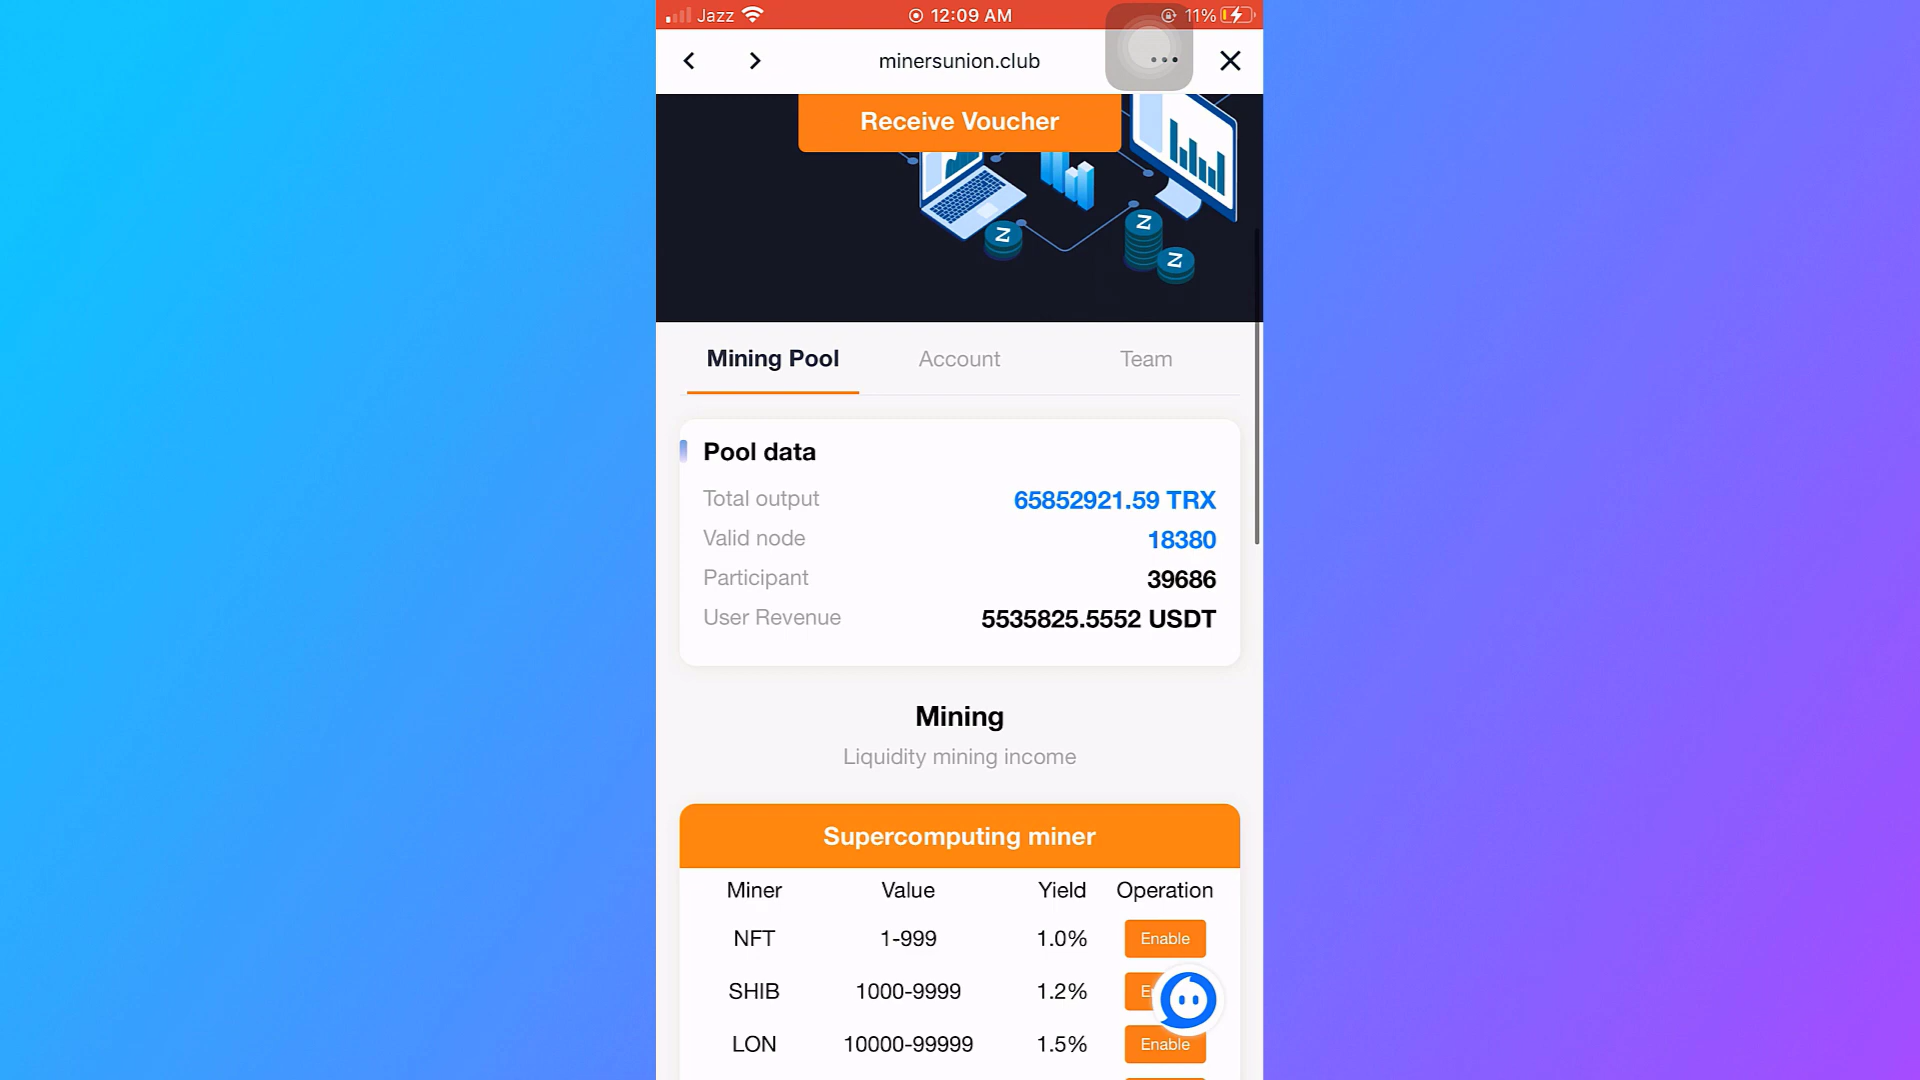 Jazz 12:09 AM 11%
minersunion.club
Receive Voucher
Z Z
Z
Mining Pool Account Team
Pool data
Total output 65852921.59 TRX
Valid node 18380
Participant 39686
User Revenue 5535825.5552 USDT
Mining
Liquidity mining income
Supercomputing miner
Miner Value Yield Operation
NFT 1-999 1.0% Enable
SHIB 1000-9999 1.2%
LON 10000-99999 1.5% Enable